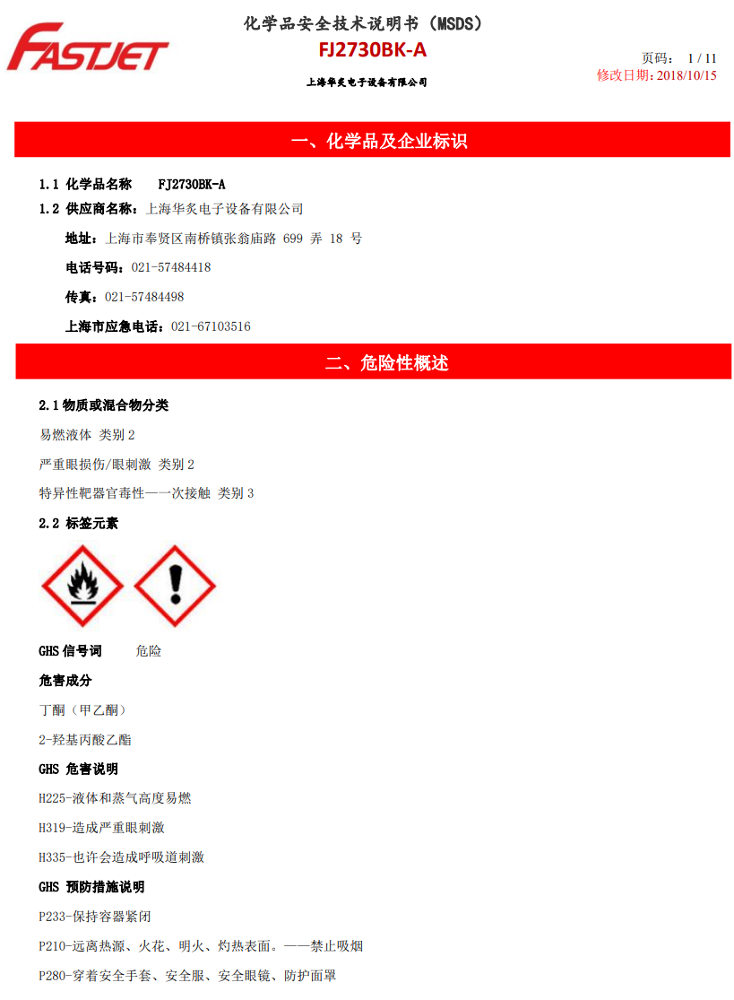 FASTJET
化学品安全技术说明书（MSDS）
FJ2730BK-A
上海华炙电子设备有限公司
页码： 1 / 11
修改日期：2018/10/15
一、化学品及企业标识
1.1 化学品名称 FJ2730BK-A
1.2 供应商名称：上海华炙电子设备有限公司
地址：上海市奉贤区南桥镇张翁庙路 699 弄 18 号
电话号码：021-57484418
传真：021-57484498
上海市应急电话：021-67103516
二、危险性概述
2.1物质或混合物分类
易燃液体 类别2
严重眼损伤/眼刺激 类别2
特异性靶器官毒性—一次接触 类别3
2.2 标签元素
GHS信号词 危险
危害成分
丁酮（甲乙酮）
2-羟基丙酸乙酯
GHS 危害说明
H225-液体和蒸气高度易燃
H319-造成严重眼刺激
H335-也许会造成呼吸道刺激
GHS 预防措施说明
P233-保持容器紧闭
P210-远离热源、火花、明火、灼热表面。——禁止吸烟
P280-穿着安全手套、安全服、安全眼镜、防护面罩